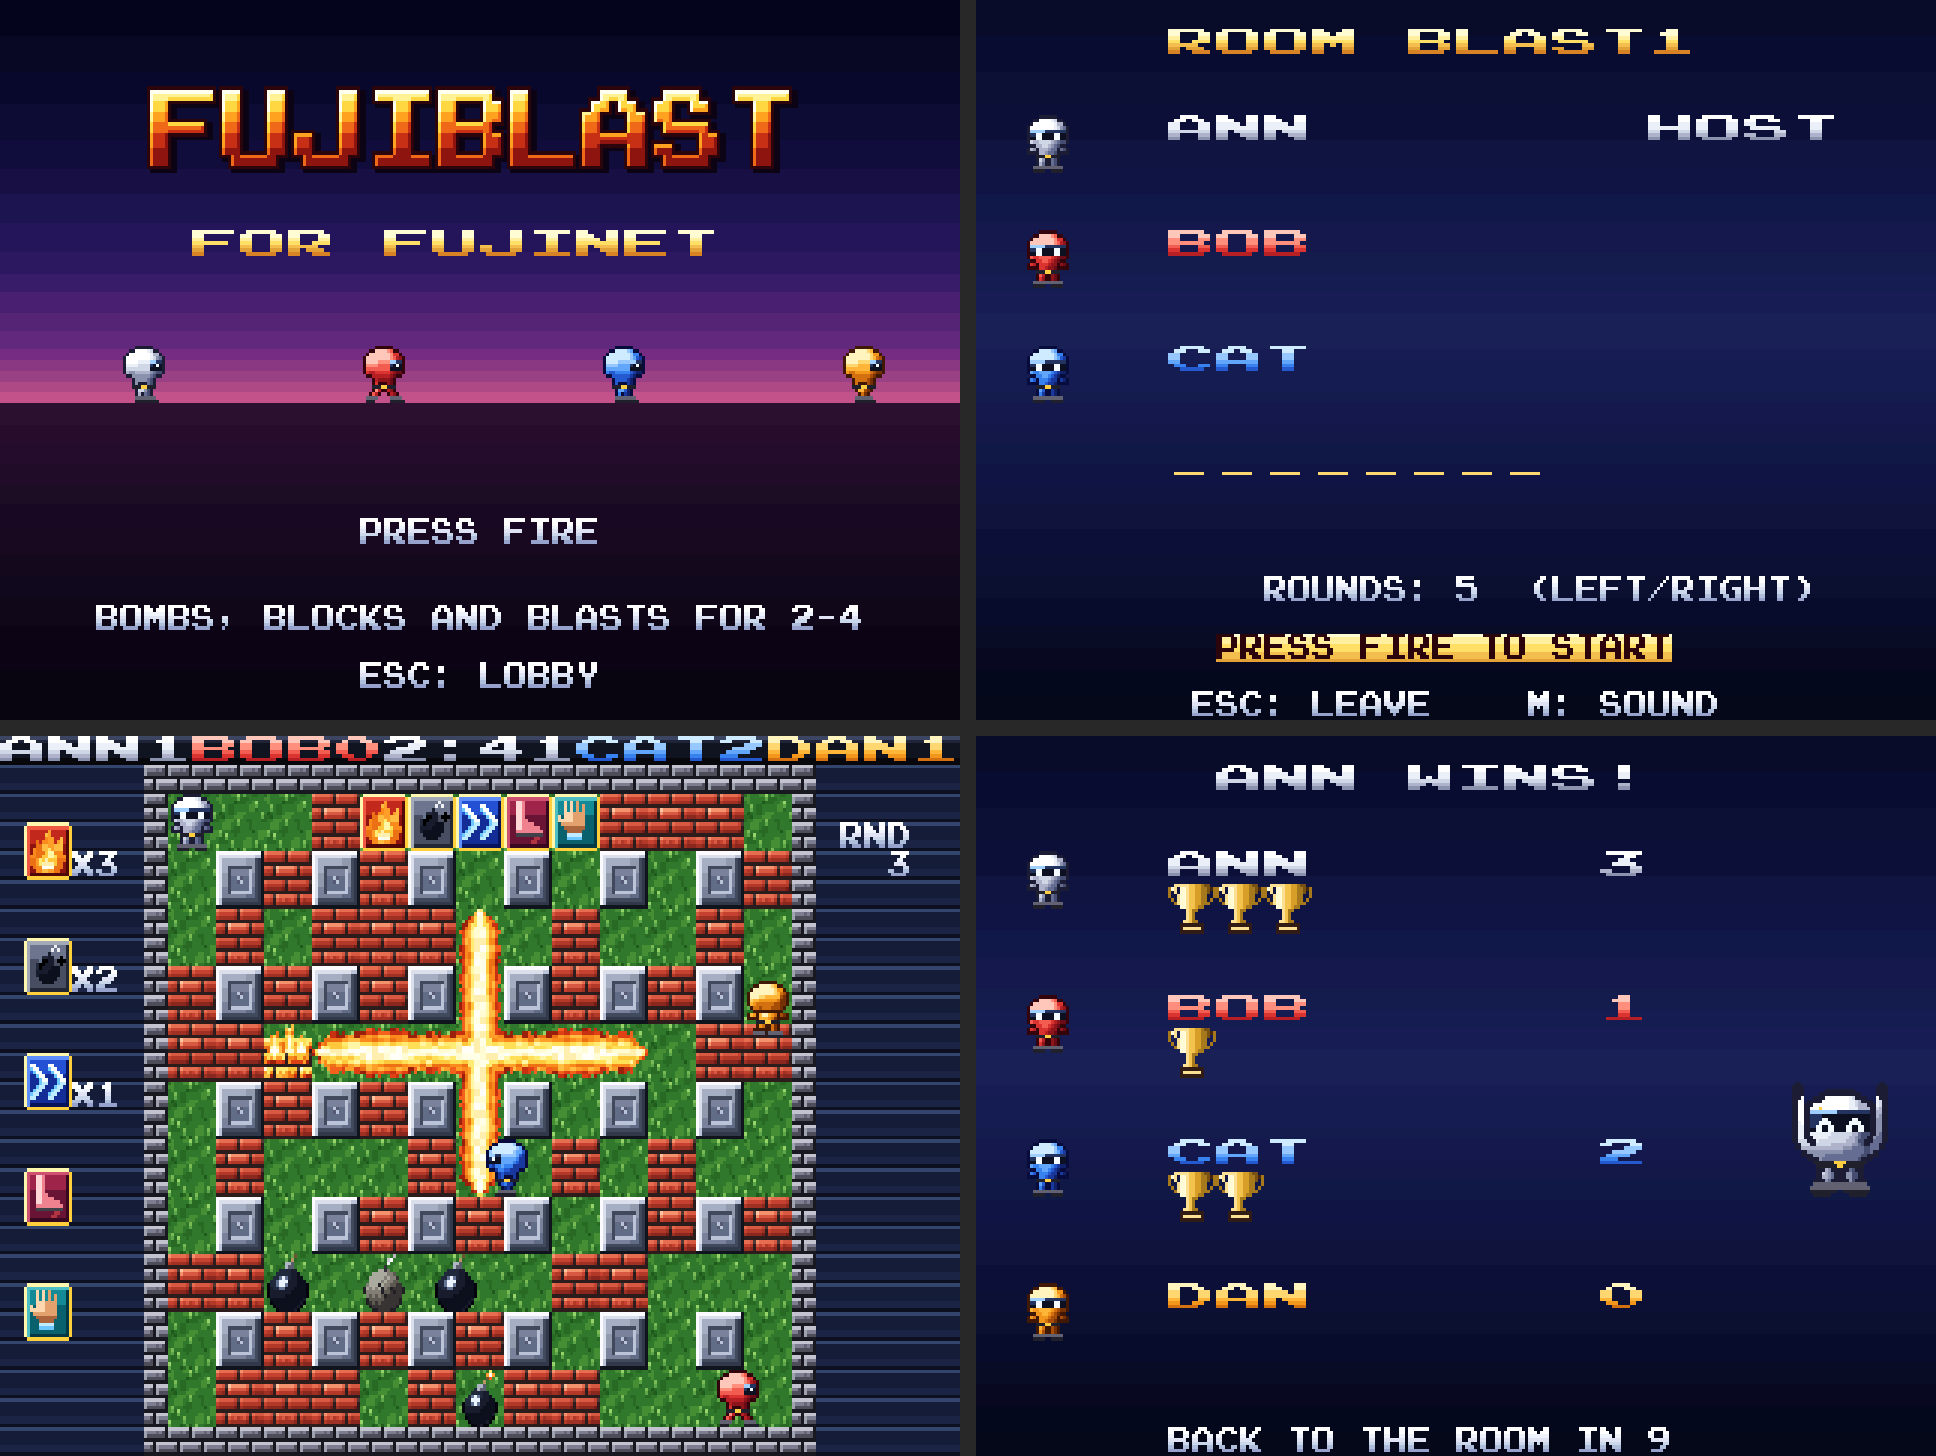 FUJIBLAST
FOR FUJINET
PRESS FIRE
BOMBS, BLOCKS AND BLASTS FOR 2-4
ESC: LOBBY
ROOM BLAST1
ANN HOST
BOB
CAT
--------
ROUNDS: 5 (LEFT/RIGHT)
PRESS FIRE TO START
ESC: LEAVE M: SOUND
ANN1BOB02:41CAT2DAN1
X3
X2
X1
RND
3
ANN WINS!
ANN 3
BOB 1
CAT 2
DAN 0
BACK TO THE ROOM IN 9